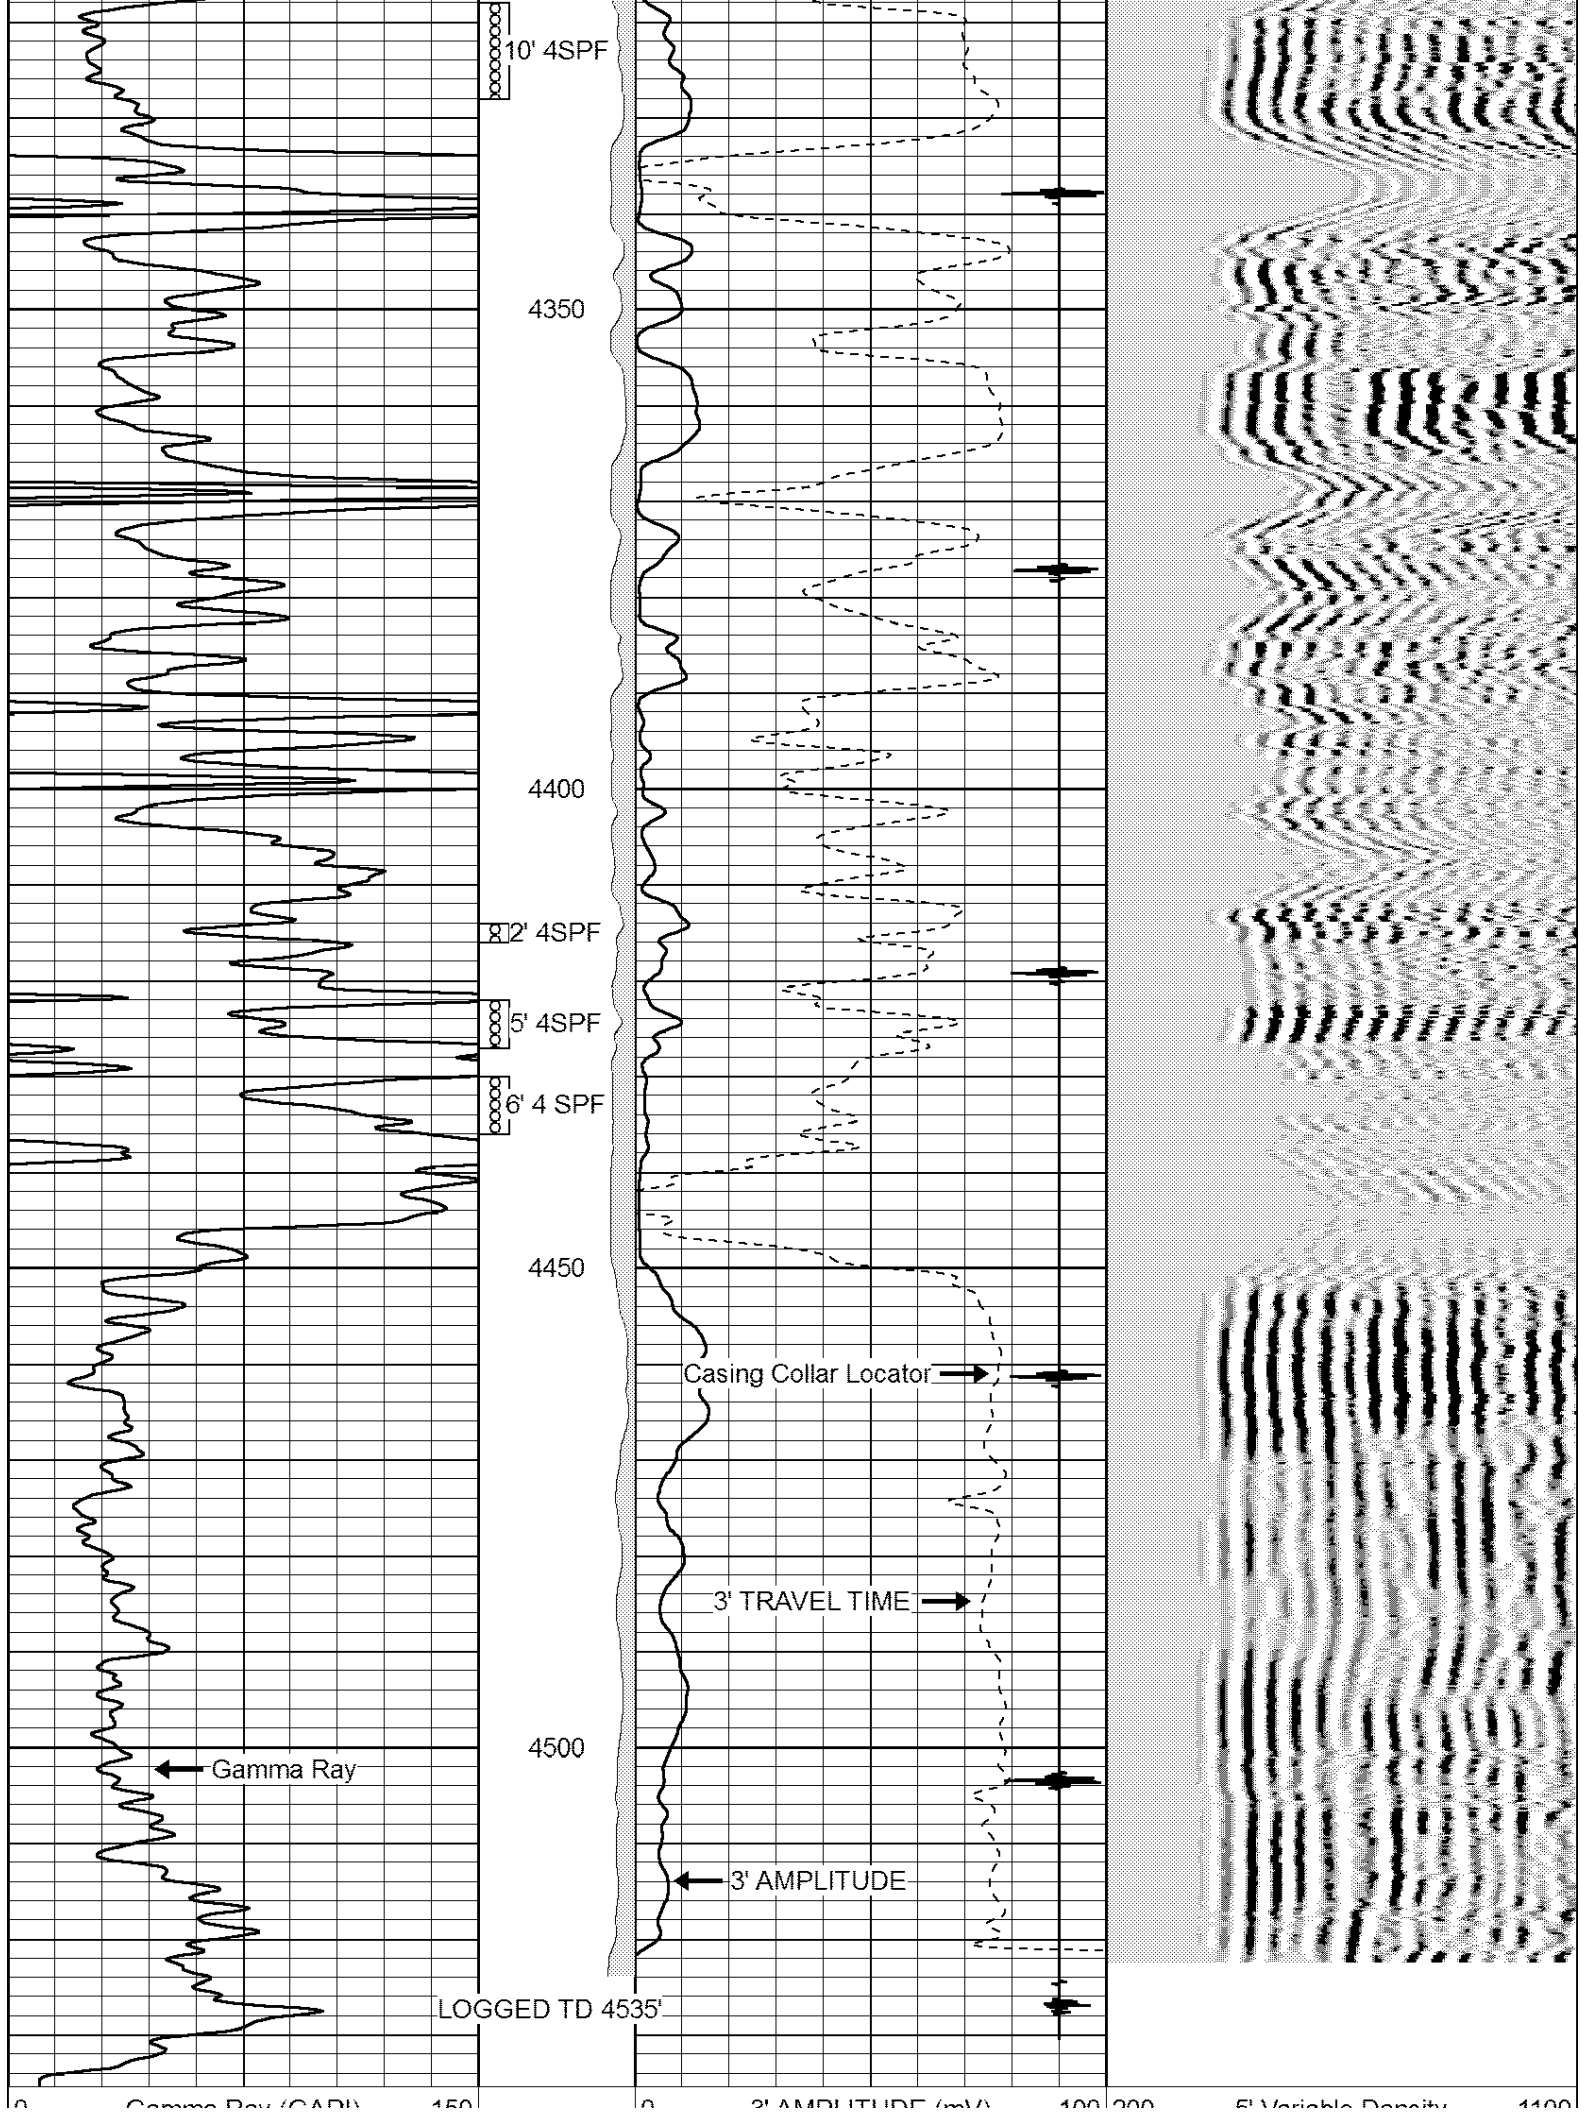 10' 4SPF
4350
4400
2' 4SPF
5' 4SPF
6' 4 SPF
4450
Casing Collar Locator
3' TRAVEL TIME
4500
Gamma Ray
3' AMPLITUDE
LOGGED TD 4535'
0 Gamma Ray (GAPI) 150 0 3' AMPLITUDE (mV) 100 200 5' Variable Density 1100